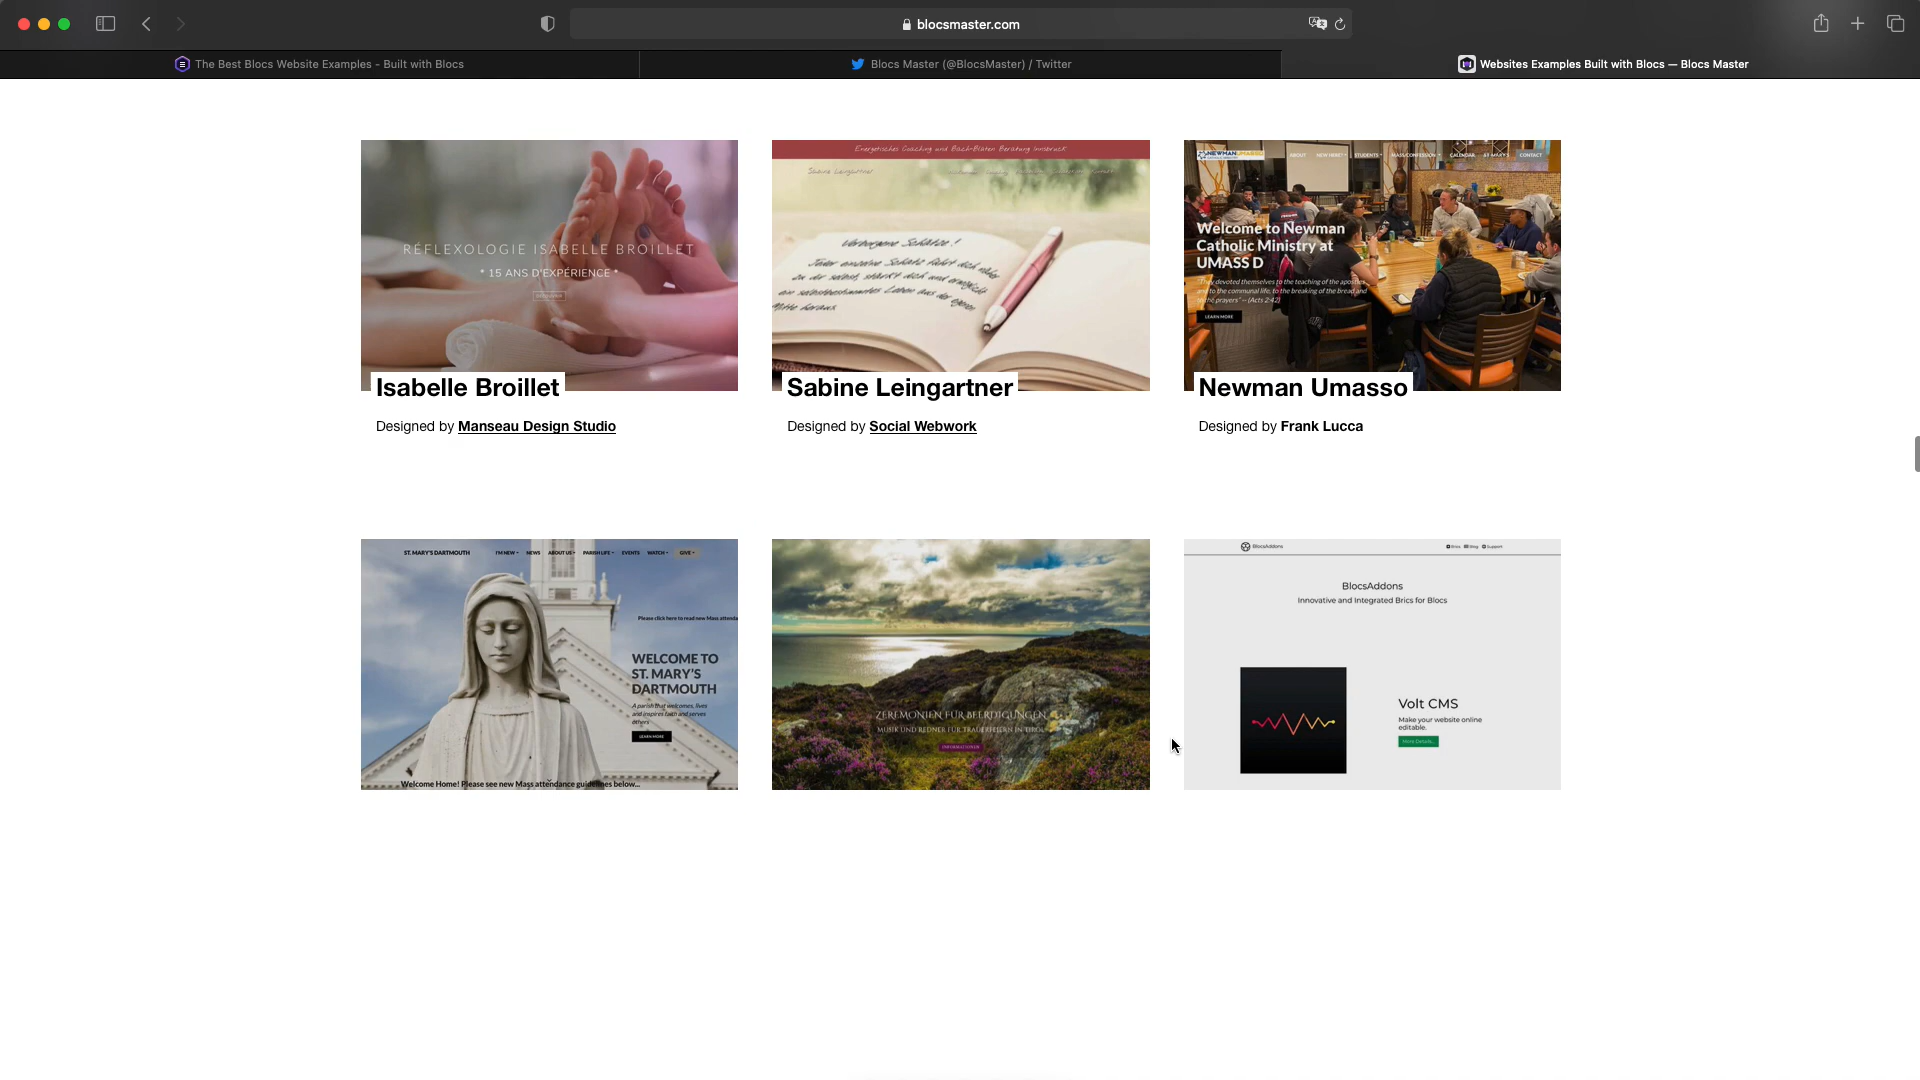 blocsmaster.com
The Best Blocs Website Examples - Built with Blocs
Blocs Master (@BlocsMaster) / Twitter
Websites Examples Built with Blocs — Blocs Master
RÉFLEXOLOGIE ISABELLE BROILLET
* 15 ANS D'EXPÉRIENCE *
Isabelle Broillet
Designed by Manseau Design Studio
Energetisches Coaching und Bach-Blüten Beratung Innsbruck
Sabine Leingartner
Verborgene Schätze!
Sabine Leingartner
Designed by Social Webwork
NEWMANUMASSD
ABOUT NEW HERE? STUDENTS MASS/CONFESSION CALENDAR ST MARY'S CONTACT
Welcome to Newman
Catholic Ministry at
UMASS D
"They devoted themselves to the teaching of the apostles
and to the communal life, to the breaking of the bread and
to the prayers" – (Acts 2:42)
LEARN MORE
Newman Umasso
Designed by Frank Lucca
ST. MARY'S DARTMOUTH I'M NEW NEWS ABOUT US PARISH LIFE EVENTS WATCH GIVE
Please click here to read new Mass attenda
WELCOME TO
ST. MARY'S
DARTMOUTH
A parish that welcomes, lives
and inspires faith and serves
others
LEARN MORE
Welcome Home! Please see new Mass attendance guidelines below...
ZEREMONIEN FÜR BEERDIGUNGEN
MUSIK UND REDNER FÜR TRAUERFEIERN IN TIROL
INFORMATIONEN
BlocsAddons
Brics Blog Support
BlocsAddons
Innovative and Integrated Brics for Blocs
Volt CMS
Make your website online
editable.
More Details...